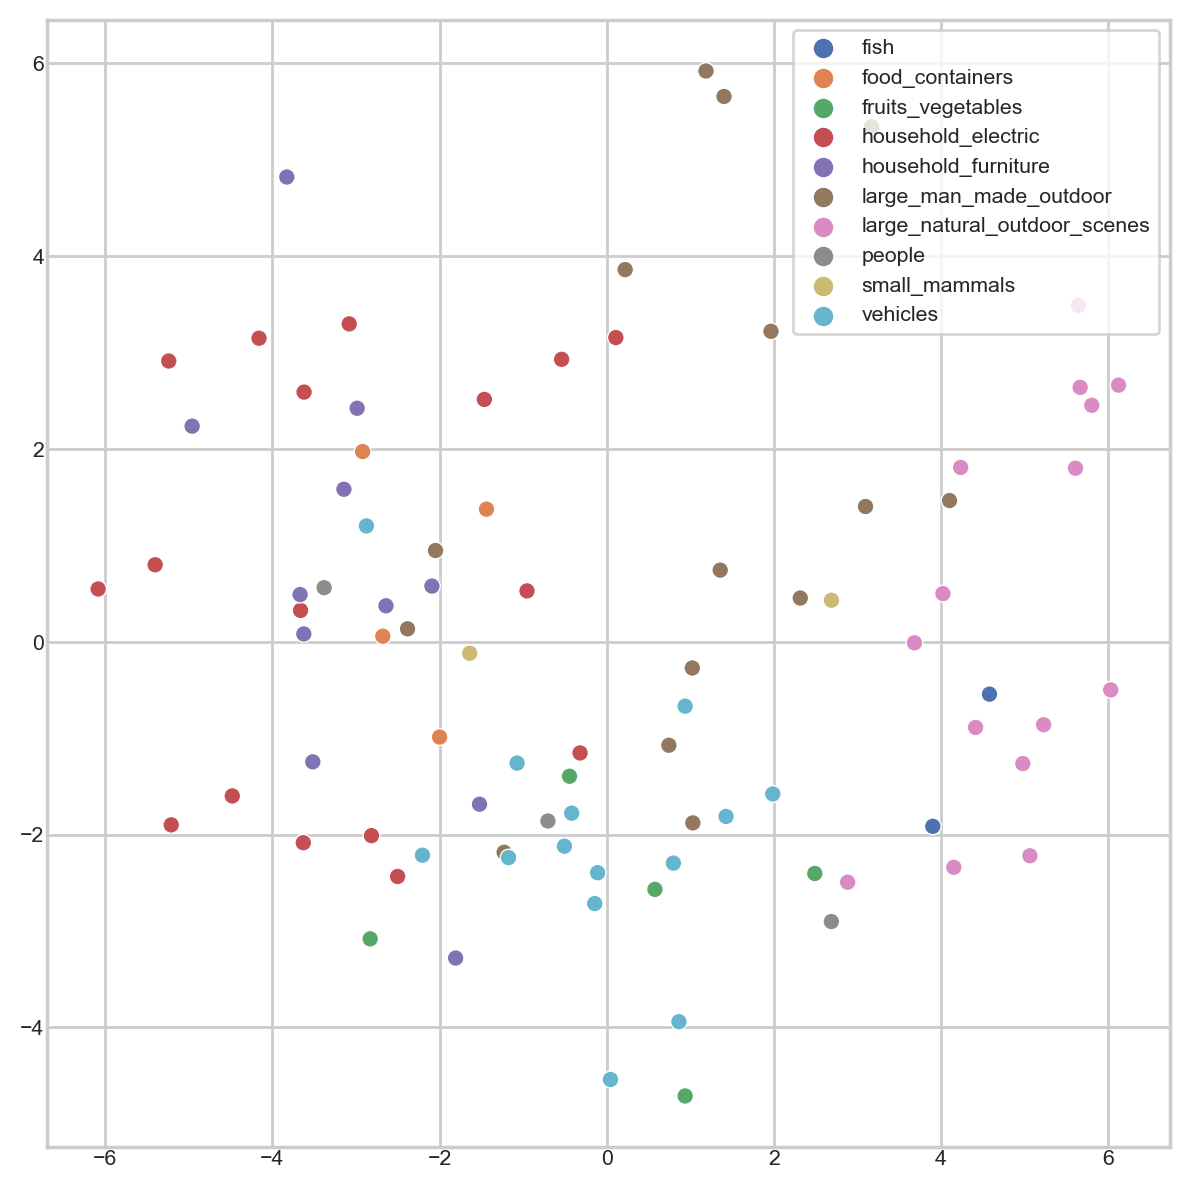 fish
food_containers
fruits_vegetables
household_electric
household_furniture
large_man_made_outdoor
large_natural_outdoor_scenes
people
small_mammals
vehicles
6
4
2
0
−2
−4
−6 −4 −2 0 2 4 6